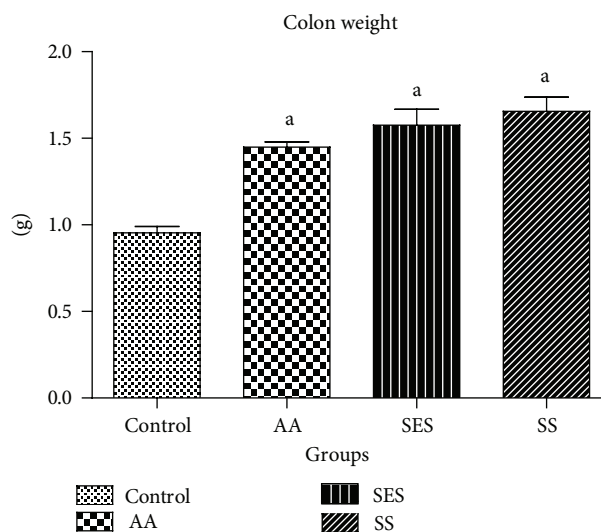 Colon weight
2.0
a
a
a
1.5
1.0
(g)
0.5
0.0
Control AA SES SS
Groups
Control SES
AA SS